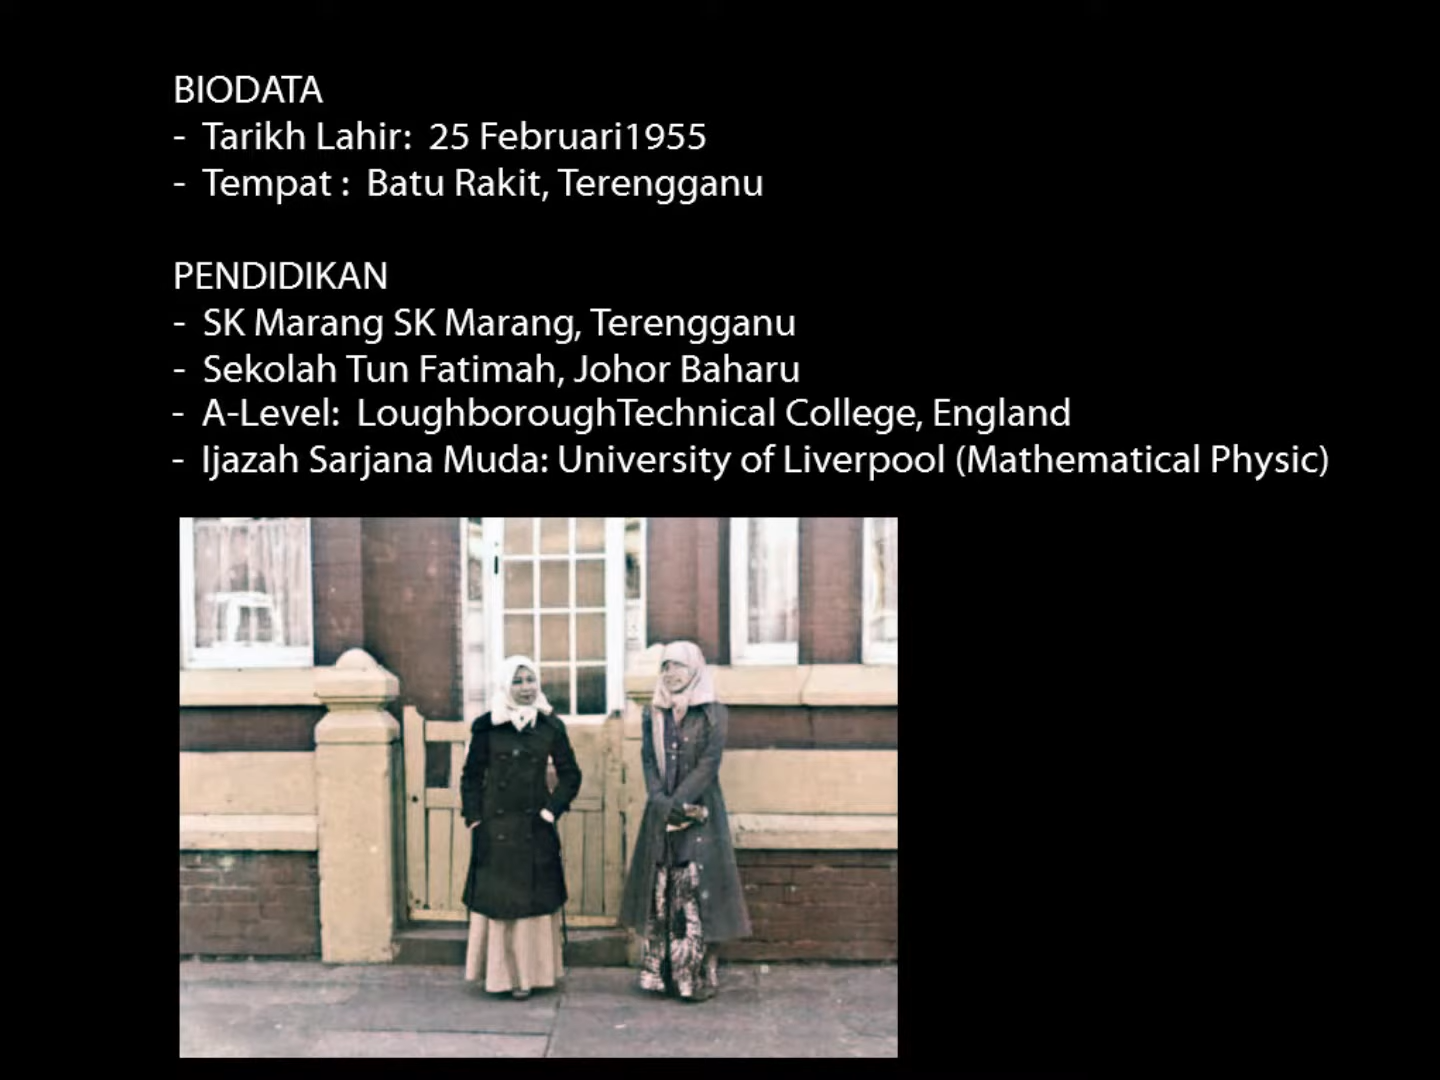 BIODATA
- Tarikh Lahir: 25 Februari1955
- Tempat : Batu Rakit, Terengganu
PENDIDIKAN
- SK Marang SK Marang, Terengganu
- Sekolah Tun Fatimah, Johor Baharu
- A-Level: LoughboroughTechnical College, England
- Ijazah Sarjana Muda: University of Liverpool (Mathematical Physic)